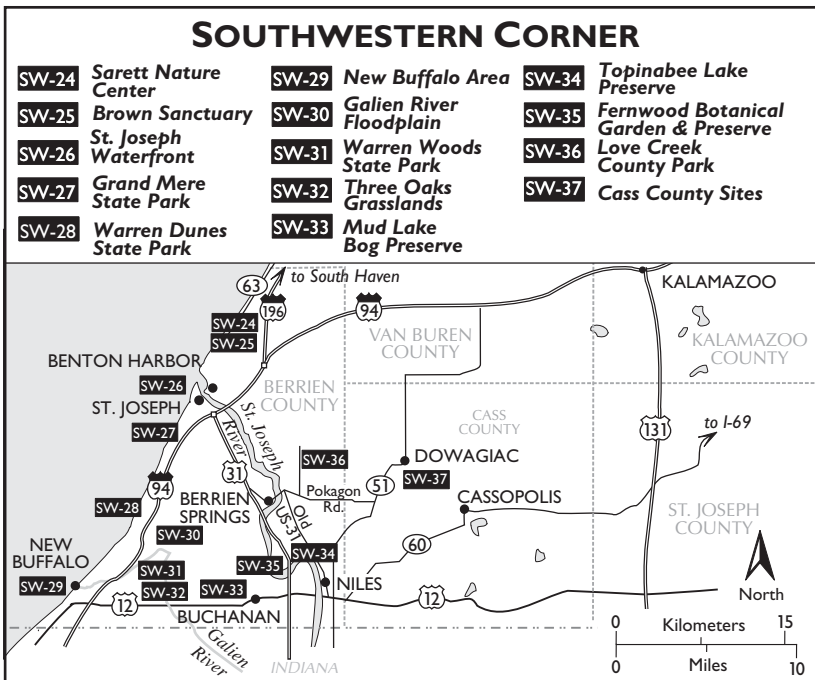 SOUTHWESTERN CORNER
SW-24 Sarett Nature
Center
SW-25 Brown Sanctuary
SW-26 St. Joseph
Waterfront
SW-27 Grand Mere
State Park
SW-28 Warren Dunes
State Park
SW-29 New Buffalo Area
SW-30 Galien River
Floodplain
SW-31 Warren Woods
State Park
SW-32 Three Oaks
Grasslands
SW-33 Mud Lake
Bog Preserve
SW-34 Topinabee Lake
Preserve
SW-35 Fernwood Botanical
Garden & Preserve
SW-36 Love Creek
County Park
SW-37 Cass County Sites
to South Haven
63
196
94
KALAMAZOO
SW-24
SW-25
VAN BUREN
COUNTY
KALAMAZOO
COUNTY
BENTON HARBOR
SW-26
BERRIEN
COUNTY
ST. JOSEPH
SW-27
St. Joseph
River
CASS
COUNTY
131
to I-69
31
SW-36
DOWAGIAC
SW-37
94
51
BERRIEN
SPRINGS
Pokagon
Rd.
CASSOPOLIS
SW-28
Old
US-31
ST. JOSEPH
COUNTY
SW-30
60
NEW
BUFFALO
SW-34
SW-31
SW-35
SW-29
SW-32
SW-33
NILES
North
12
BUCHANAN
12
Galien
River
INDIANA
Kilometers
0 15
0 10
Miles